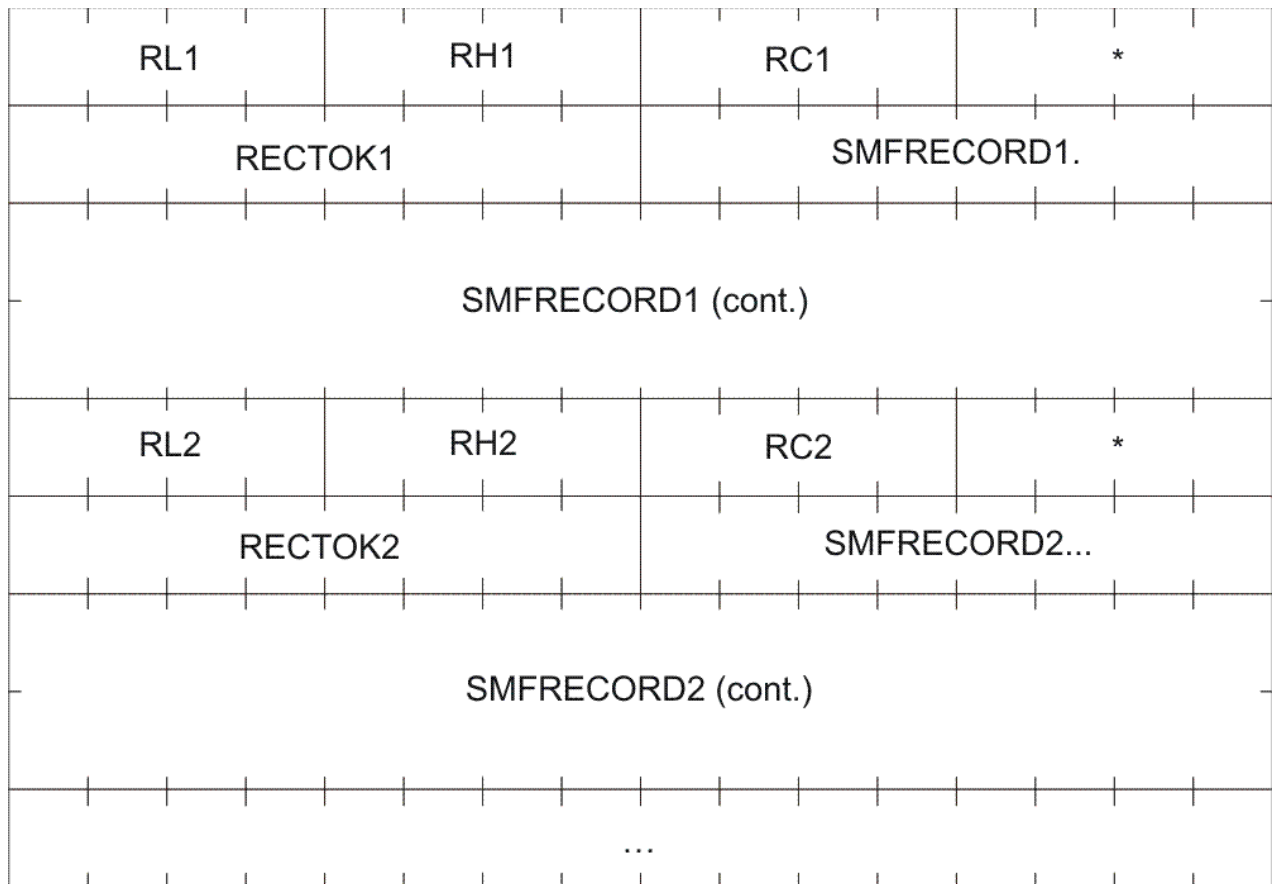 RL1 RH1 RC1 *
RECTOK1 SMFRECORD1.
SMFRECORD1 (cont.)
RL2 RH2 RC2 *
RECTOK2 SMFRECORD2...
SMFRECORD2 (cont.)
...